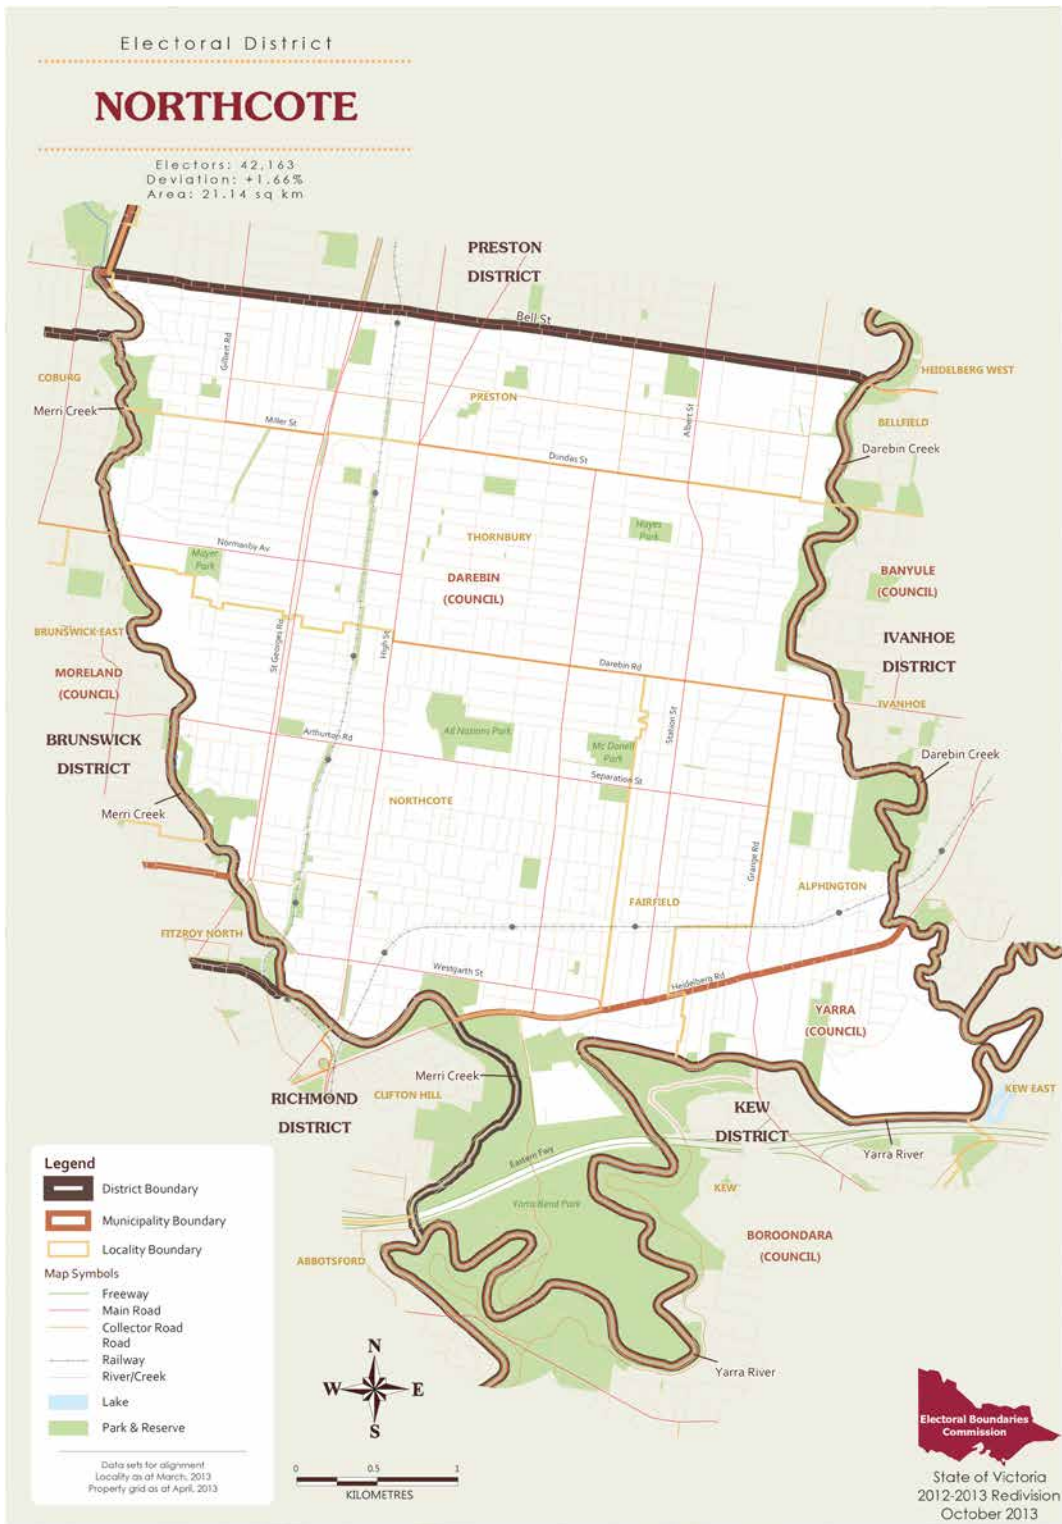 Electoral District
NORTHCOTE
Electors: 42,163
Deviation: +1.66%
Area: 21.14 sq km
PRESTON
DISTRICT
Bell St
Gilbert Rd
COBURG
HEIDELBERG WEST
PRESTON
Merri Creek
Miller St
Albert St
BELLFIELD
Darebin Creek
Dundas St
Normanby Av
Mayer
Park
THORNBURY
Hayes
Park
DAREBIN
(COUNCIL)
BANYULE
(COUNCIL)
BRUNSWICK EAST
St Georges Rd
High St
IVANHOE
DISTRICT
MORELAND
(COUNCIL)
Darebin Rd
IVANHOE
BRUNSWICK
DISTRICT
Arthurton Rd
All Nations Park
Station St
Mc Donell
Park
Darebin Creek
Separation St
NORTHCOTE
Merri Creek
Grange Rd
ALPHINGTON
FAIRFIELD
FITZROY NORTH
Westgarth St
Heidelberg Rd
YARRA
(COUNCIL)
Merri Creek
RICHMOND
DISTRICT
CLIFTON HILL
KEW
DISTRICT
KEW EAST
Yarra River
Eastern Fwy
KEW
Yarra Bend Park
BOROONDARA
(COUNCIL)
ABBOTSFORD
Yarra River
Legend
District Boundary
Municipality Boundary
Locality Boundary
Map Symbols
Freeway
Main Road
Collector Road
Road
Railway
River/Creek
Lake
Park & Reserve
Data sets for alignment
Locality as at March, 2013
Property grid as at April, 2013
N
W
E
S
0 0.5 1
KILOMETRES
Electoral Boundaries
Commission
State of Victoria
2012-2013 Redivision
October 2013